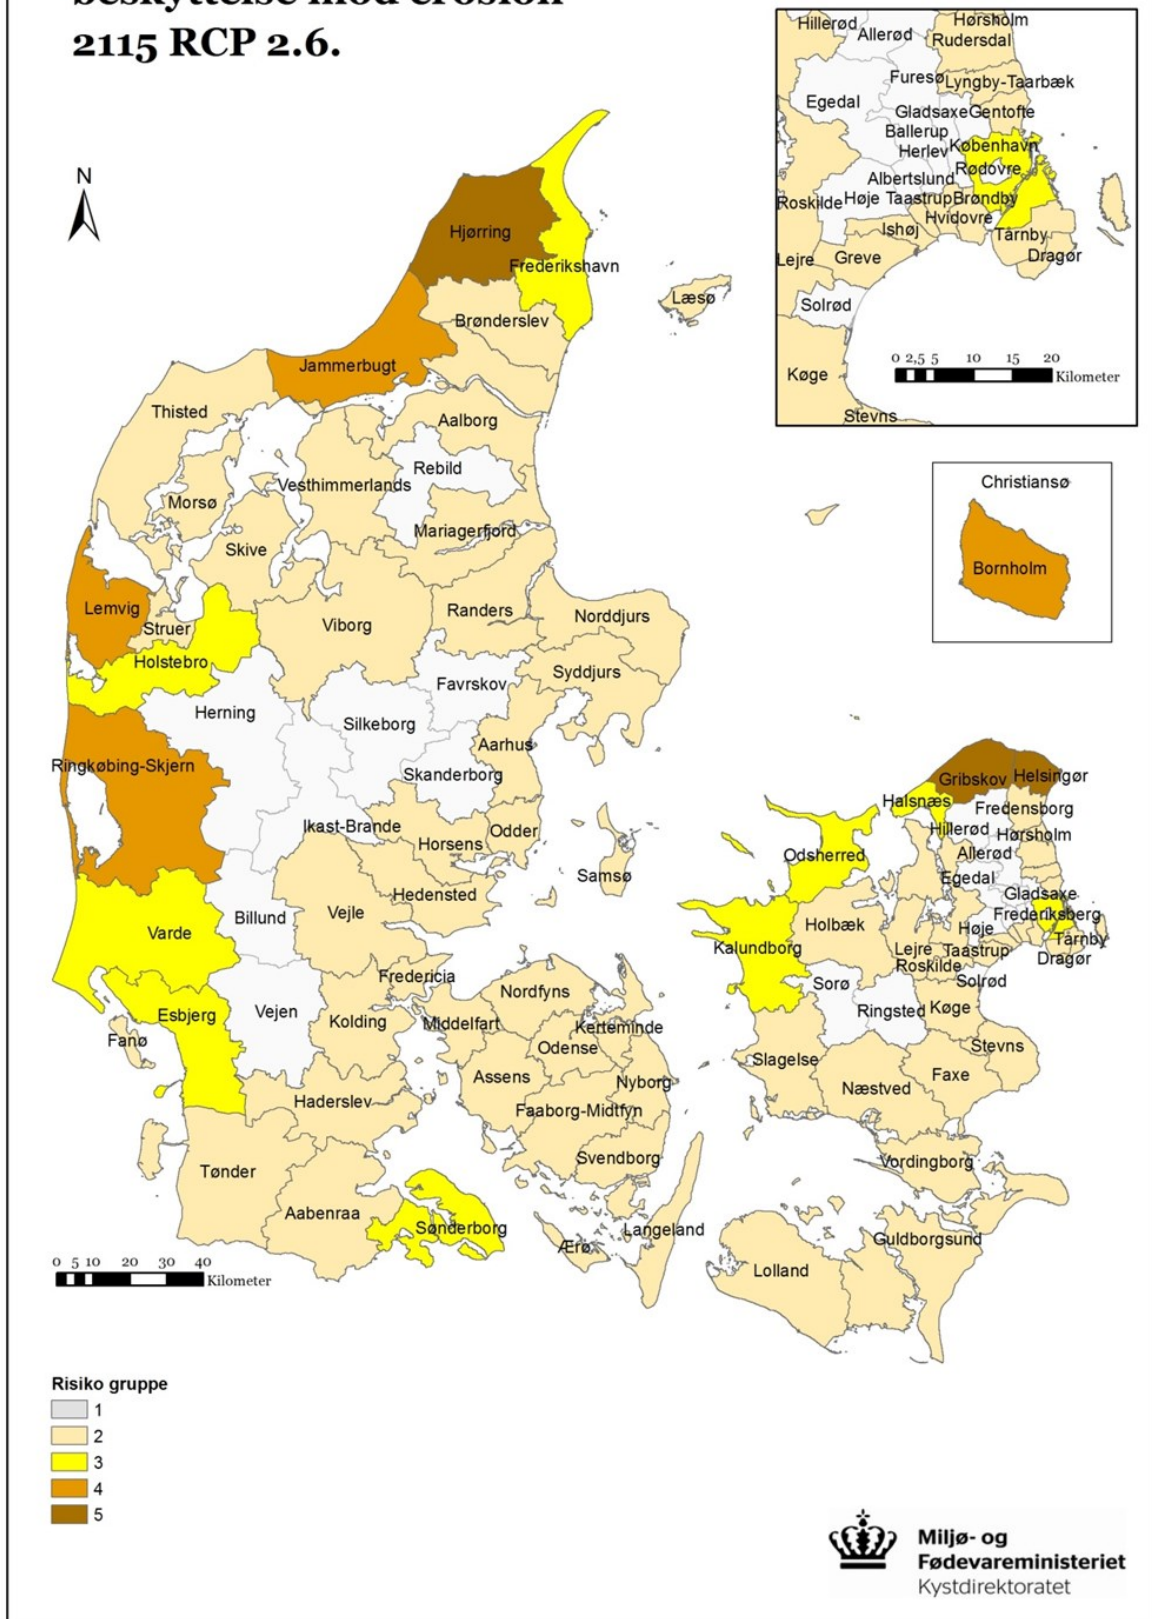 beskyttelse mod erosion
2115 RCP 2.6.
N
Hjørring
Frederikshavn
Læsø
Brønderslev
Jammerbugt
Thisted
Aalborg
Rebild
Vesthimmerlands
Morsø
Mariagerfjord
Skive
Lemvig
Struer
Holstebro
Viborg
Randers
Norddjurs
Syddjurs
Favrskov
Herning
Silkeborg
Aarhus
Ringkøbing-Skjern
Skanderborg
Ikast-Brande
Horsens
Odder
Samsø
Hedensted
Billund
Vejle
Varde
Fredericia
Esbjerg
Vejen
Kolding
Fanø
Middelfart
Nordfyns
Kerteminde
Odense
Assens
Nyborg
Haderslev
Faaborg-Midtfyn
Svendborg
Tønder
Aabenraa
Sønderborg
Ærø
Langeland
0 5 10 20 30 40
Kilometer
Hillerød
Allerød
Hørsholm
Rudersdal
Furesø
Lyngby-Taarbæk
Egedal
Gladsaxe
Gentofte
Ballerup
Herlev
København
Rødovre
Albertslund
Roskilde
Høje Taastrup
Brøndby
Hvidovre
Ishøj
Tårnby
Dragør
Lejre
Greve
Solrød
0 2,5 5 10 15 20
Kilometer
Køge
Stevns
Christiansø
Bornholm
Gribskov
Helsingør
Halsnæs
Fredensborg
Hillerød
Hørsholm
Odsherred
Allerød
Egedal
Gladsaxe
Frederiksberg
Holbæk
Høje
Taastrup
Tårnby
Dragør
Kalundborg
Lejre
Roskilde
Solrød
Sorø
Ringsted
Køge
Stevns
Slagelse
Næstved
Faxe
Vordingborg
Guldborgsund
Lolland
Risiko gruppe
1
2
3
4
5
Miljø- og
Fødevareministeriet
Kystdirektoratet